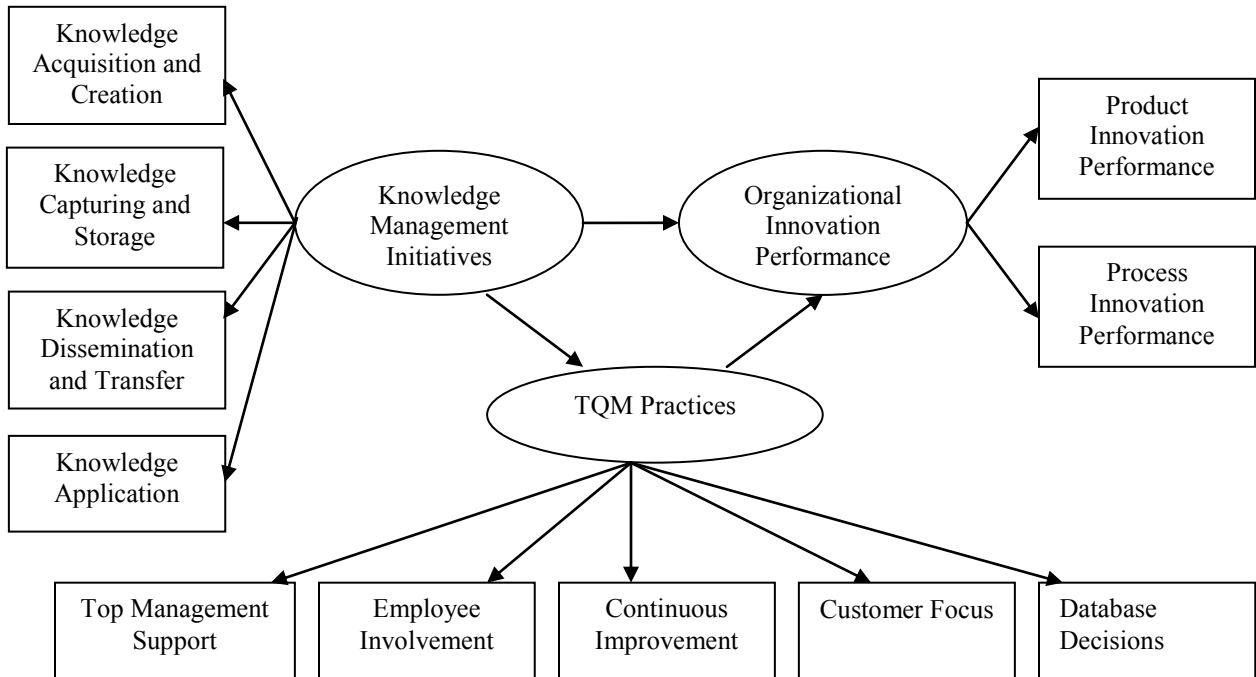 Knowledge
Acquisition and
Creation
Knowledge
Capturing and
Storage
Knowledge
Dissemination
and Transfer
Knowledge
Application
Knowledge
Management
Initiatives
Organizational
Innovation
Performance
Product
Innovation
Performance
Process
Innovation
Performance
TQM Practices
Top Management
Support
Employee
Involvement
Continuous
Improvement
Customer Focus
Database
Decisions